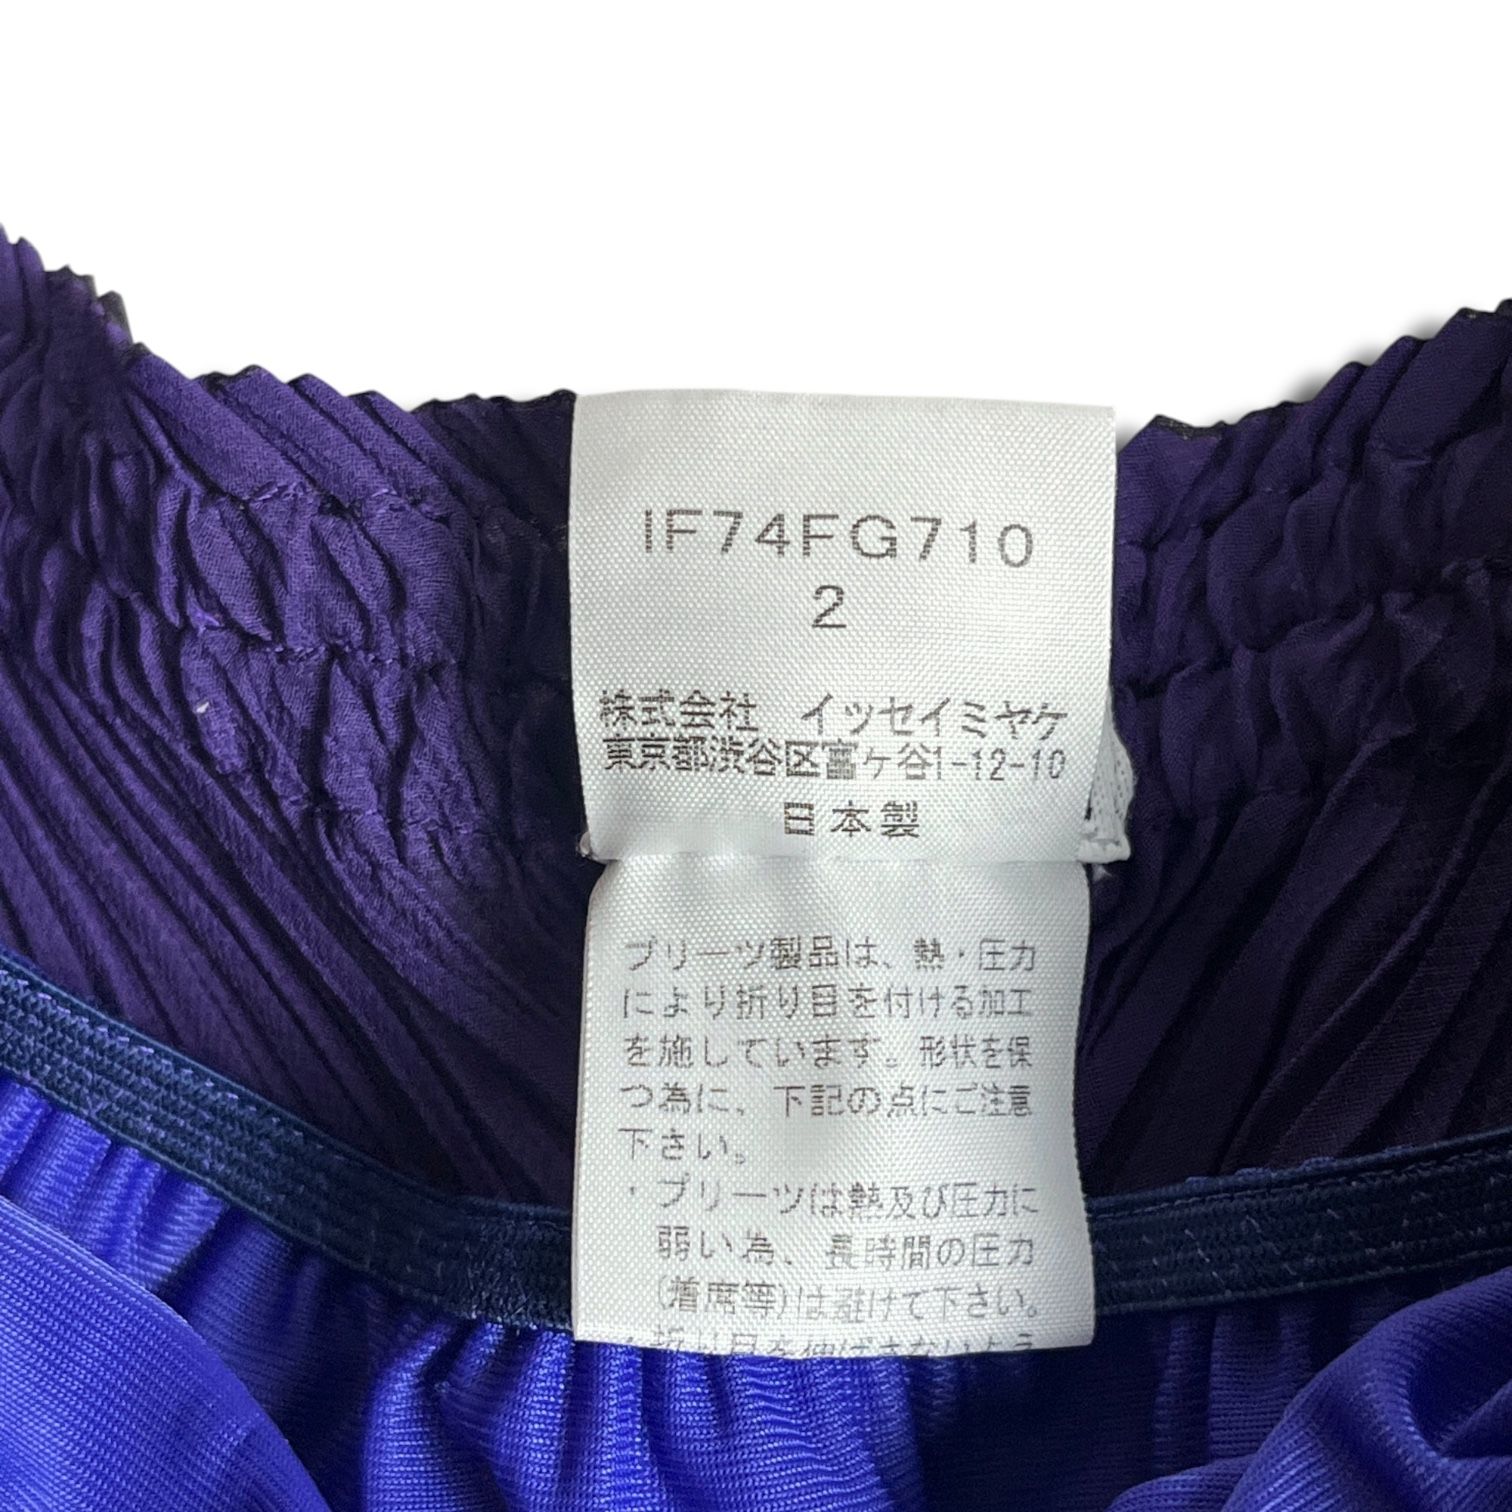 IF74FG710
2
株式会社 イッセイミヤケ
東京都渋谷区富ケ谷1-12-10
日本製
プリーツ製品は、熱・圧力
により折り目を付ける加工
を施しています。形状を保
つ為に、下記の点にご注意
下さい。
・プリーツは熱及び圧力に
弱い為、長時間の圧力
(着席等)は避けて下さい。